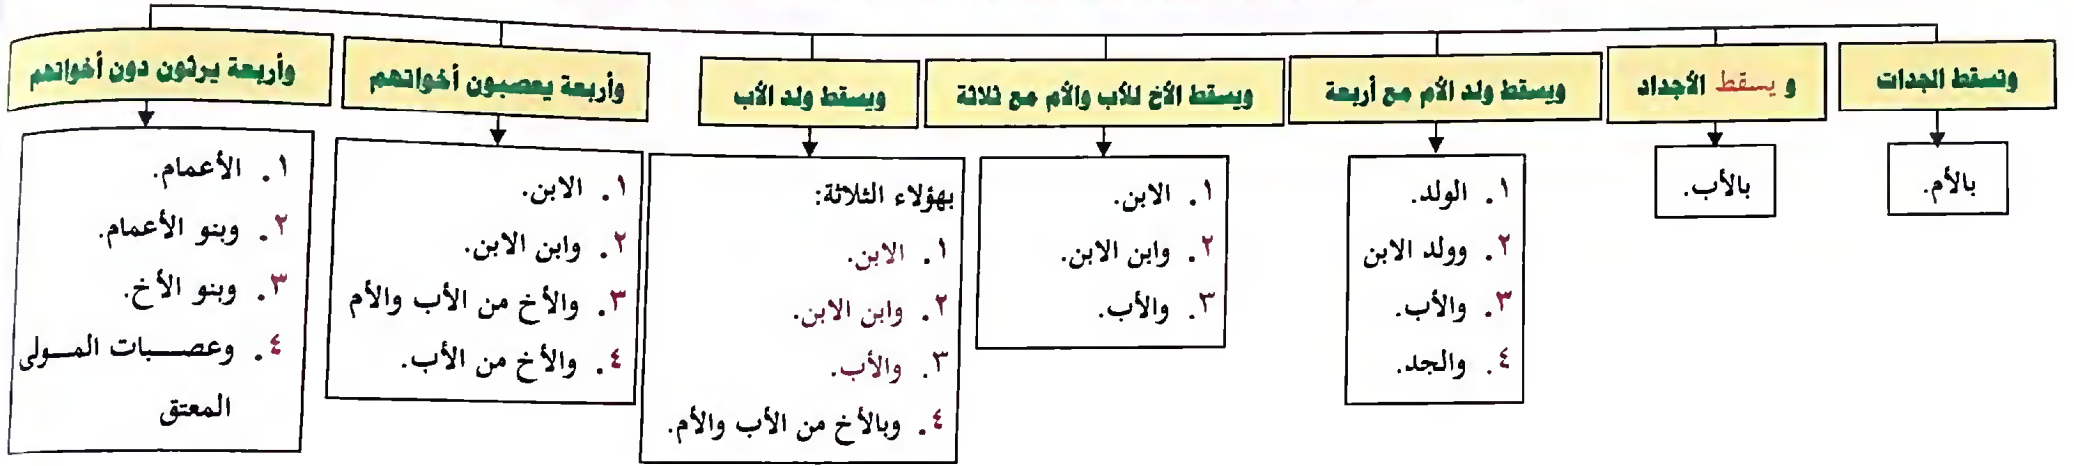 وتسقط الجدات
بالأم.
و يسقط الأجداد
بالأب.
ويسقط ولد الأم مع أربعة
١. الولد.
٢. وولد الابن
٣. والأب.
٤. والجد.
ويسقط الأخ للأب والأم مع ثلاثة
١. الابن.
٢. وابن الابن.
٣. والأب.
ويسقط ولد الأب
بهؤلاء الثلاثة:
١. الابن.
٢. وابن الابن.
٣. والأب.
٤. وبالأخ من الأب والأم.
وأربعة يعصبون أخواتهم
١. الابن.
٢. وابن الابن.
٣. والأخ من الأب والأم
٤. والأخ من الأب.
وأربعة يرثون دون أخواتهم
١. الأعمام.
٢. وبنو الأعمام.
٣. وبنو الأخ.
٤. وعصبات المولى
المعتق